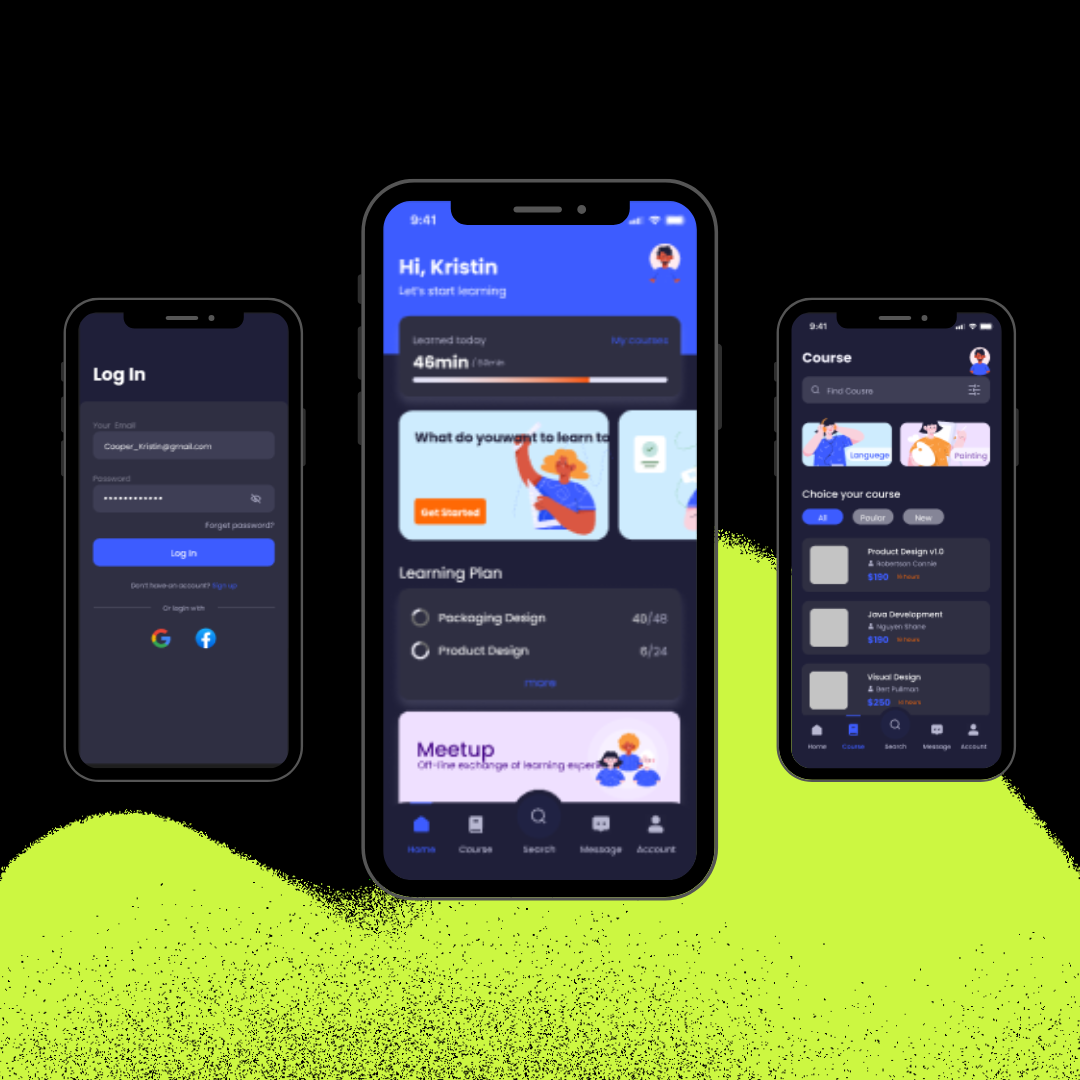 Log In
Your Email
Cooper_Kristin@gmail.com
Password
Forget password?
Log In
Don't have an account? Sign up
Or login with
9:41
Hi, Kristin
Let's start learning
Learned today
My courses
46min / 60min
What do youwant to learn to
Get Started
Learning Plan
Packaging Design
40/48
Product Design
6/24
more
Meetup
Off-line exchange of learning exper
Home
Course
Search
Message
Account
9:41
Course
Find Cousre
Languege
Painting
Choice your course
All
Poular
New
Product Design v1.0
Robertson Connie
$190
16 hours
Java Development
Nguyen Shane
$190
16 hours
Visual Design
Bert Pullman
$250
14 hours
Home
Course
Search
Message
Account